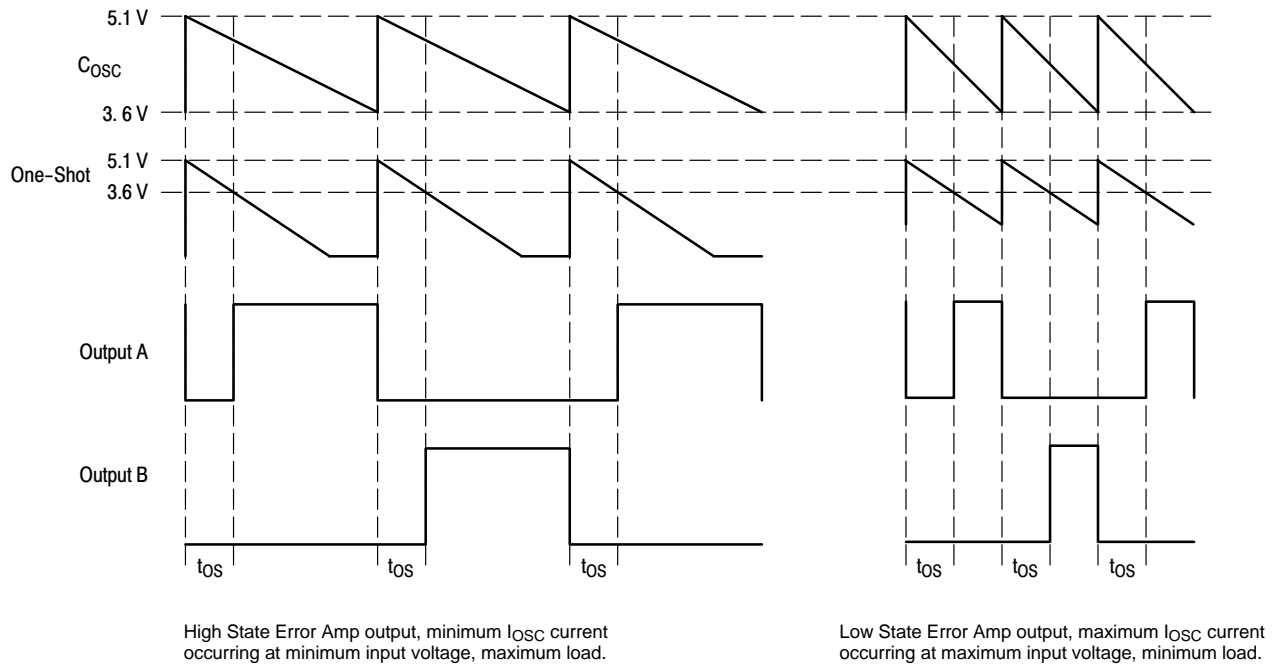 5.1 V
COSC
3. 6 V
5.1 V
One-Shot
3.6 V
Output A
Output B
tOS tOS tOS
tOS tOS tOS
High State Error Amp output, minimum IOSC current
occurring at minimum input voltage, maximum load.
Low State Error Amp output, maximum IOSC current
occurring at maximum input voltage, minimum load.